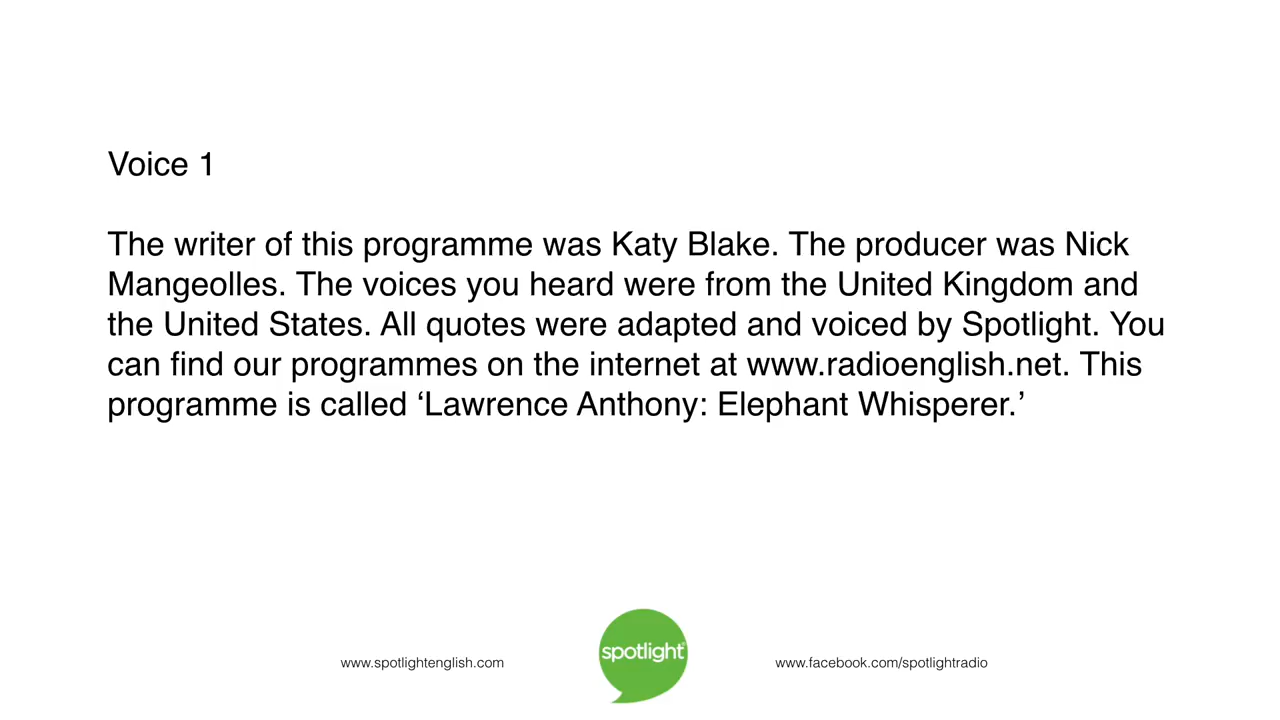 Voice 1
The writer of this programme was Katy Blake. The producer was Nick
Mangeolles. The voices you heard were from the United Kingdom and
the United States. All quotes were adapted and voiced by Spotlight. You
can find our programmes on the internet at www.radioenglish.net. This
programme is called ‘Lawrence Anthony: Elephant Whisperer.’
www.spotlightenglish.com
spotlight®
www.facebook.com/spotlightradio